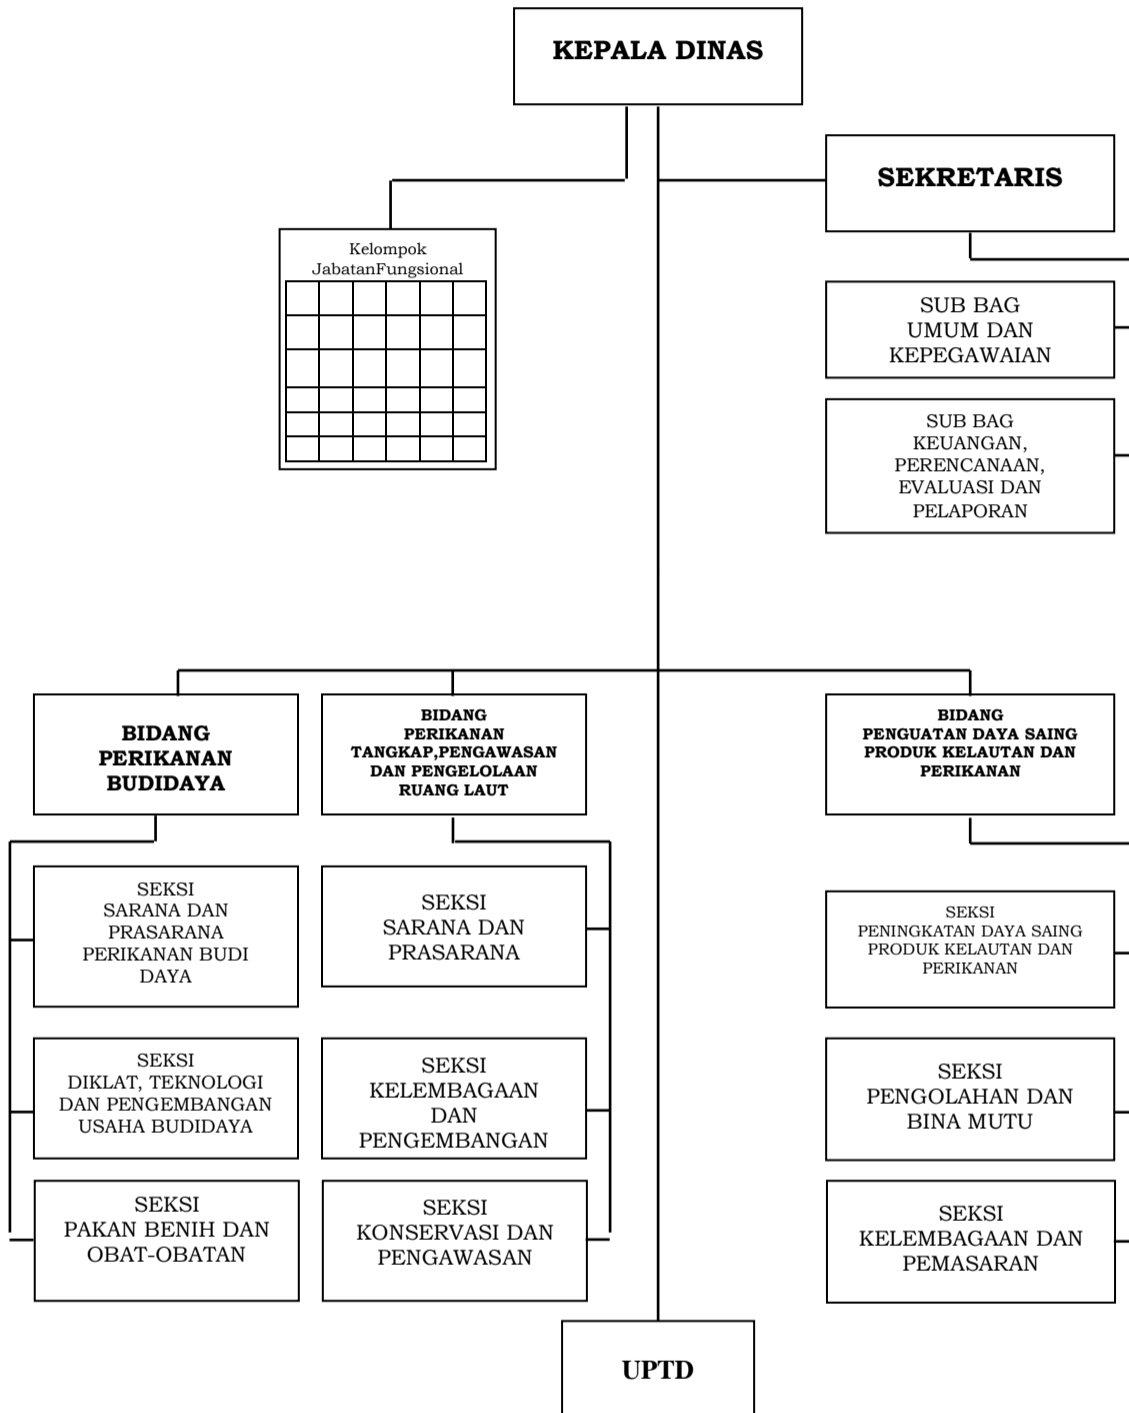 KEPALA DINAS
SEKRETARIS
Kelompok
JabatanFungsional
SUB BAG
UMUM DAN
KEPEGAWAIAN
SUB BAG
KEUANGAN,
PERENCANAAN,
EVALUASI DAN
PELAPORAN
BIDANG
PERIKANAN
BUDIDAYA
BIDANG
PERIKANAN
TANGKAP,PENGAWASAN
DAN PENGELOLAAN
RUANG LAUT
BIDANG
PENGUATAN DAYA SAING
PRODUK KELAUTAN DAN
PERIKANAN
SEKSI
SARANA DAN
PRASARANA
PERIKANAN BUDI
DAYA
SEKSI
SARANA DAN
PRASARANA
SEKSI
PENINGKATAN DAYA SAING
PRODUK KELAUTAN DAN
PERIKANAN
SEKSI
DIKLAT, TEKNOLOGI
DAN PENGEMBANGAN
USAHA BUDIDAYA
SEKSI
KELEMBAGAAN
DAN
PENGEMBANGAN
SEKSI
PENGOLAHAN DAN
BINA MUTU
SEKSI
PAKAN BENIH DAN
OBAT-OBATAN
SEKSI
KONSERVASI DAN
PENGAWASAN
SEKSI
KELEMBAGAAN DAN
PEMASARAN
UPTD